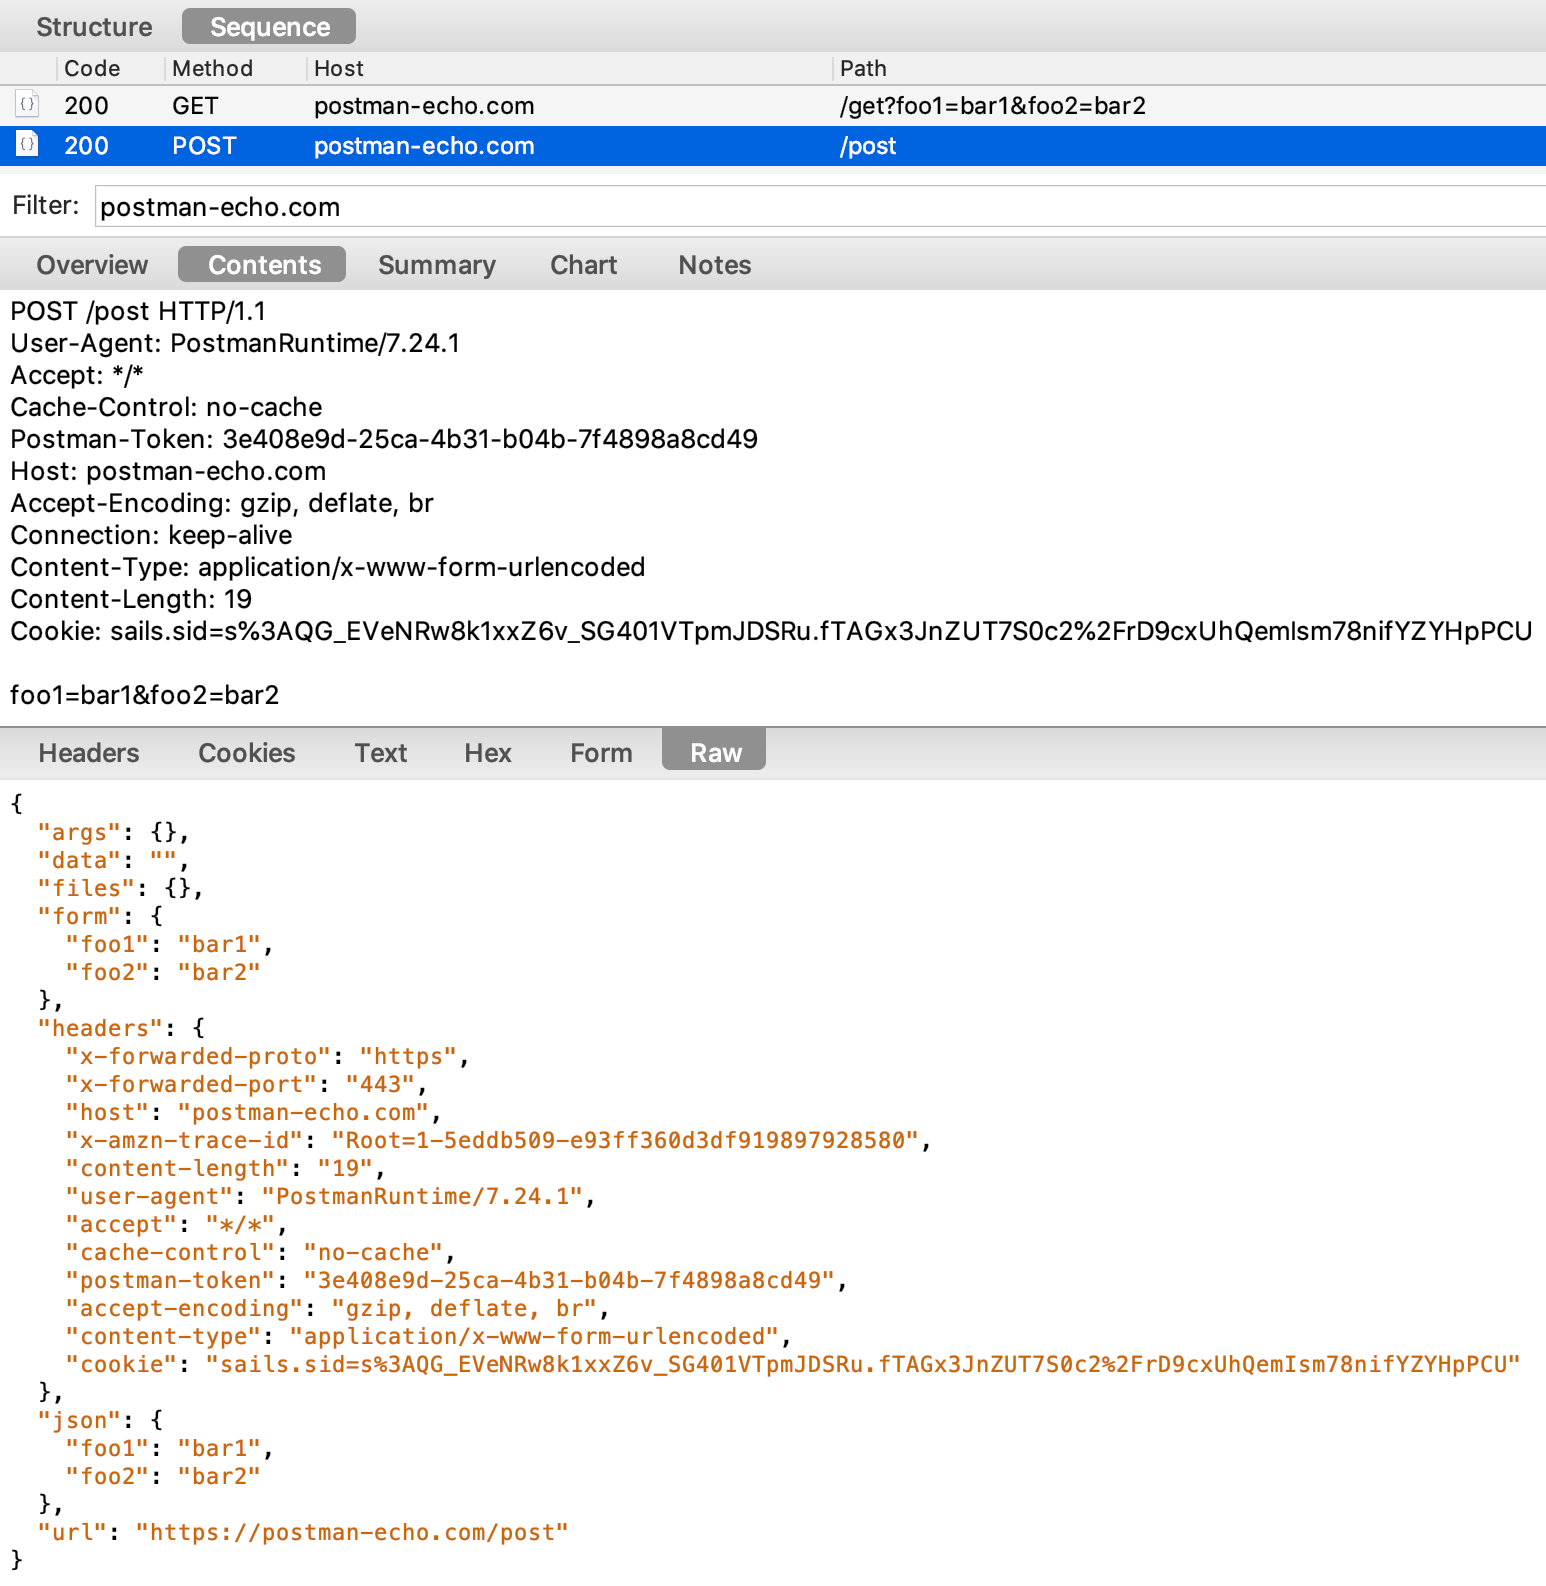 Structure Sequence
Code Method Host Path
{} 200 GET postman-echo.com /get?foo1=bar1&foo2=bar2
{} 200 POST postman-echo.com /post
Filter: postman-echo.com
Overview Contents Summary Chart Notes
POST /post HTTP/1.1
User-Agent: PostmanRuntime/7.24.1
Accept: */*
Cache-Control: no-cache
Postman-Token: 3e408e9d-25ca-4b31-b04b-7f4898a8cd49
Host: postman-echo.com
Accept-Encoding: gzip, deflate, br
Connection: keep-alive
Content-Type: application/x-www-form-urlencoded
Content-Length: 19
Cookie: sails.sid=s%3AQG_EVeNRw8k1xxZ6v_SG401VTpmJDSRu.fTAGx3JnZUT7S0c2%2FrD9cxUhQemIsm78nifYZYHpPCU
foo1=bar1&foo2=bar2
Headers Cookies Text Hex Form Raw
{
  "args": {},
  "data": "",
  "files": {},
  "form": {
    "foo1": "bar1",
    "foo2": "bar2"
  },
  "headers": {
    "x-forwarded-proto": "https",
    "x-forwarded-port": "443",
    "host": "postman-echo.com",
    "x-amzn-trace-id": "Root=1-5eddb509-e93ff360d3df919897928580",
    "content-length": "19",
    "user-agent": "PostmanRuntime/7.24.1",
    "accept": "*/*",
    "cache-control": "no-cache",
    "postman-token": "3e408e9d-25ca-4b31-b04b-7f4898a8cd49",
    "accept-encoding": "gzip, deflate, br",
    "content-type": "application/x-www-form-urlencoded",
    "cookie": "sails.sid=s%3AQG_EVeNRw8k1xxZ6v_SG401VTpmJDSRu.fTAGx3JnZUT7S0c2%2FrD9cxUhQemIsm78nifYZYHpPCU"
  },
  "json": {
    "foo1": "bar1",
    "foo2": "bar2"
  },
  "url": "https://postman-echo.com/post"
}